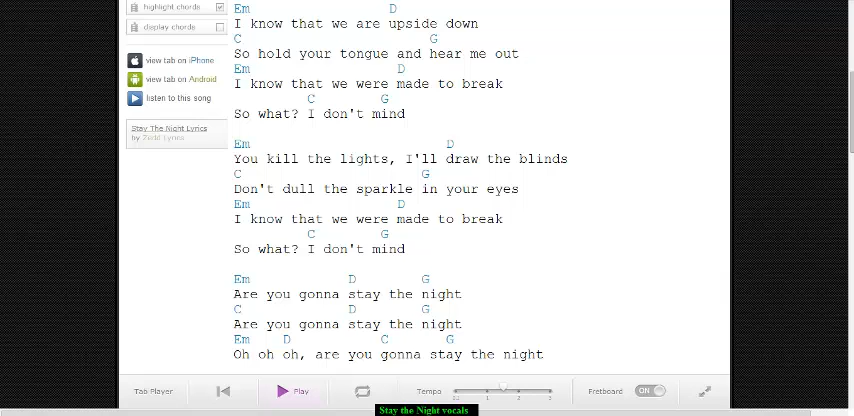 highlight chords
display chords
view tab on iPhone
view tab on Android
listen to this song
Stay The Night Lyrics
by Zedd Lyrics
Em D
I know that we are upside down
C G
So hold your tongue and hear me out
Em D
I know that we were made to break
C G
So what? I don't mind
Em D
You kill the lights, I'll draw the blinds
C G
Don't dull the sparkle in your eyes
Em D
I know that we were made to break
C G
So what? I don't mind
Em D G
Are you gonna stay the night
C D G
Are you gonna stay the night
Em D C G
Oh oh oh, are you gonna stay the night
Tab Player Play Tempo Fretboard ON
Stay the Night vocals